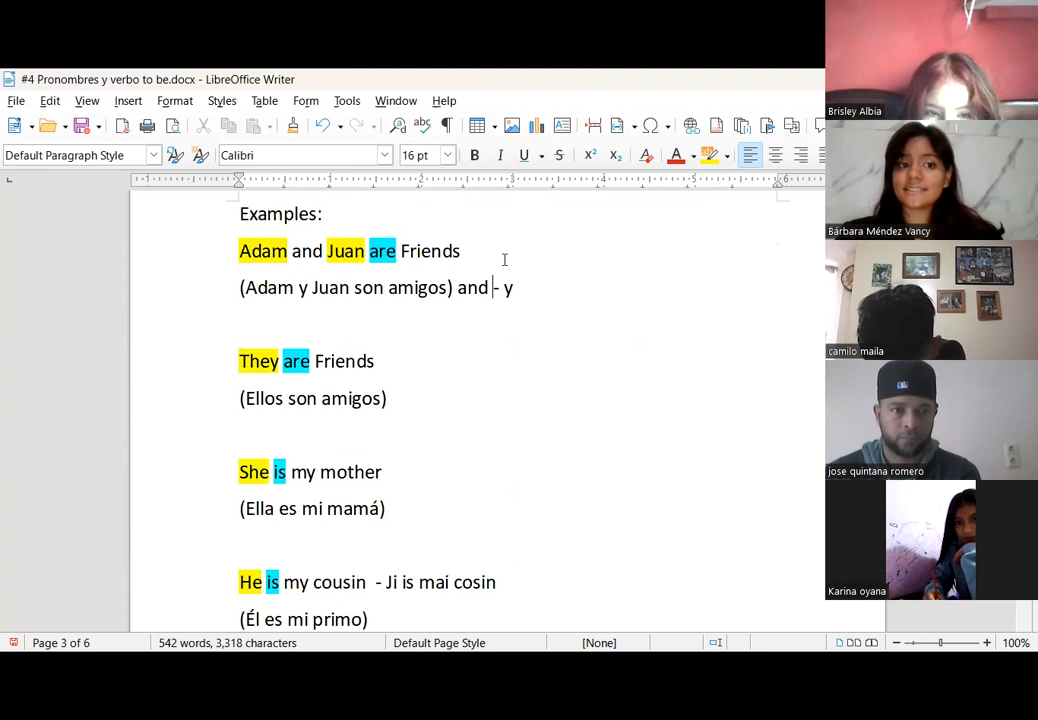 #4 Pronombres y verbo to be.docx - LibreOffice Writer
File Edit View Insert Format Styles Table Form Tools Window Help
Default Paragraph Style Calibri 16 pt
Examples:
Adam and Juan are Friends
(Adam y Juan son amigos) and - y
They are Friends
(Ellos son amigos)
She is my mother
(Ella es mi mamá)
He is my cousin - Ji is mai cosin
(Él es mi primo)
Page 3 of 6 542 words, 3,318 characters Default Page Style [None] 100%
Brisley Albia
Bárbara Méndez Vancy
camilo maila
jose quintana romero
Karina oyana